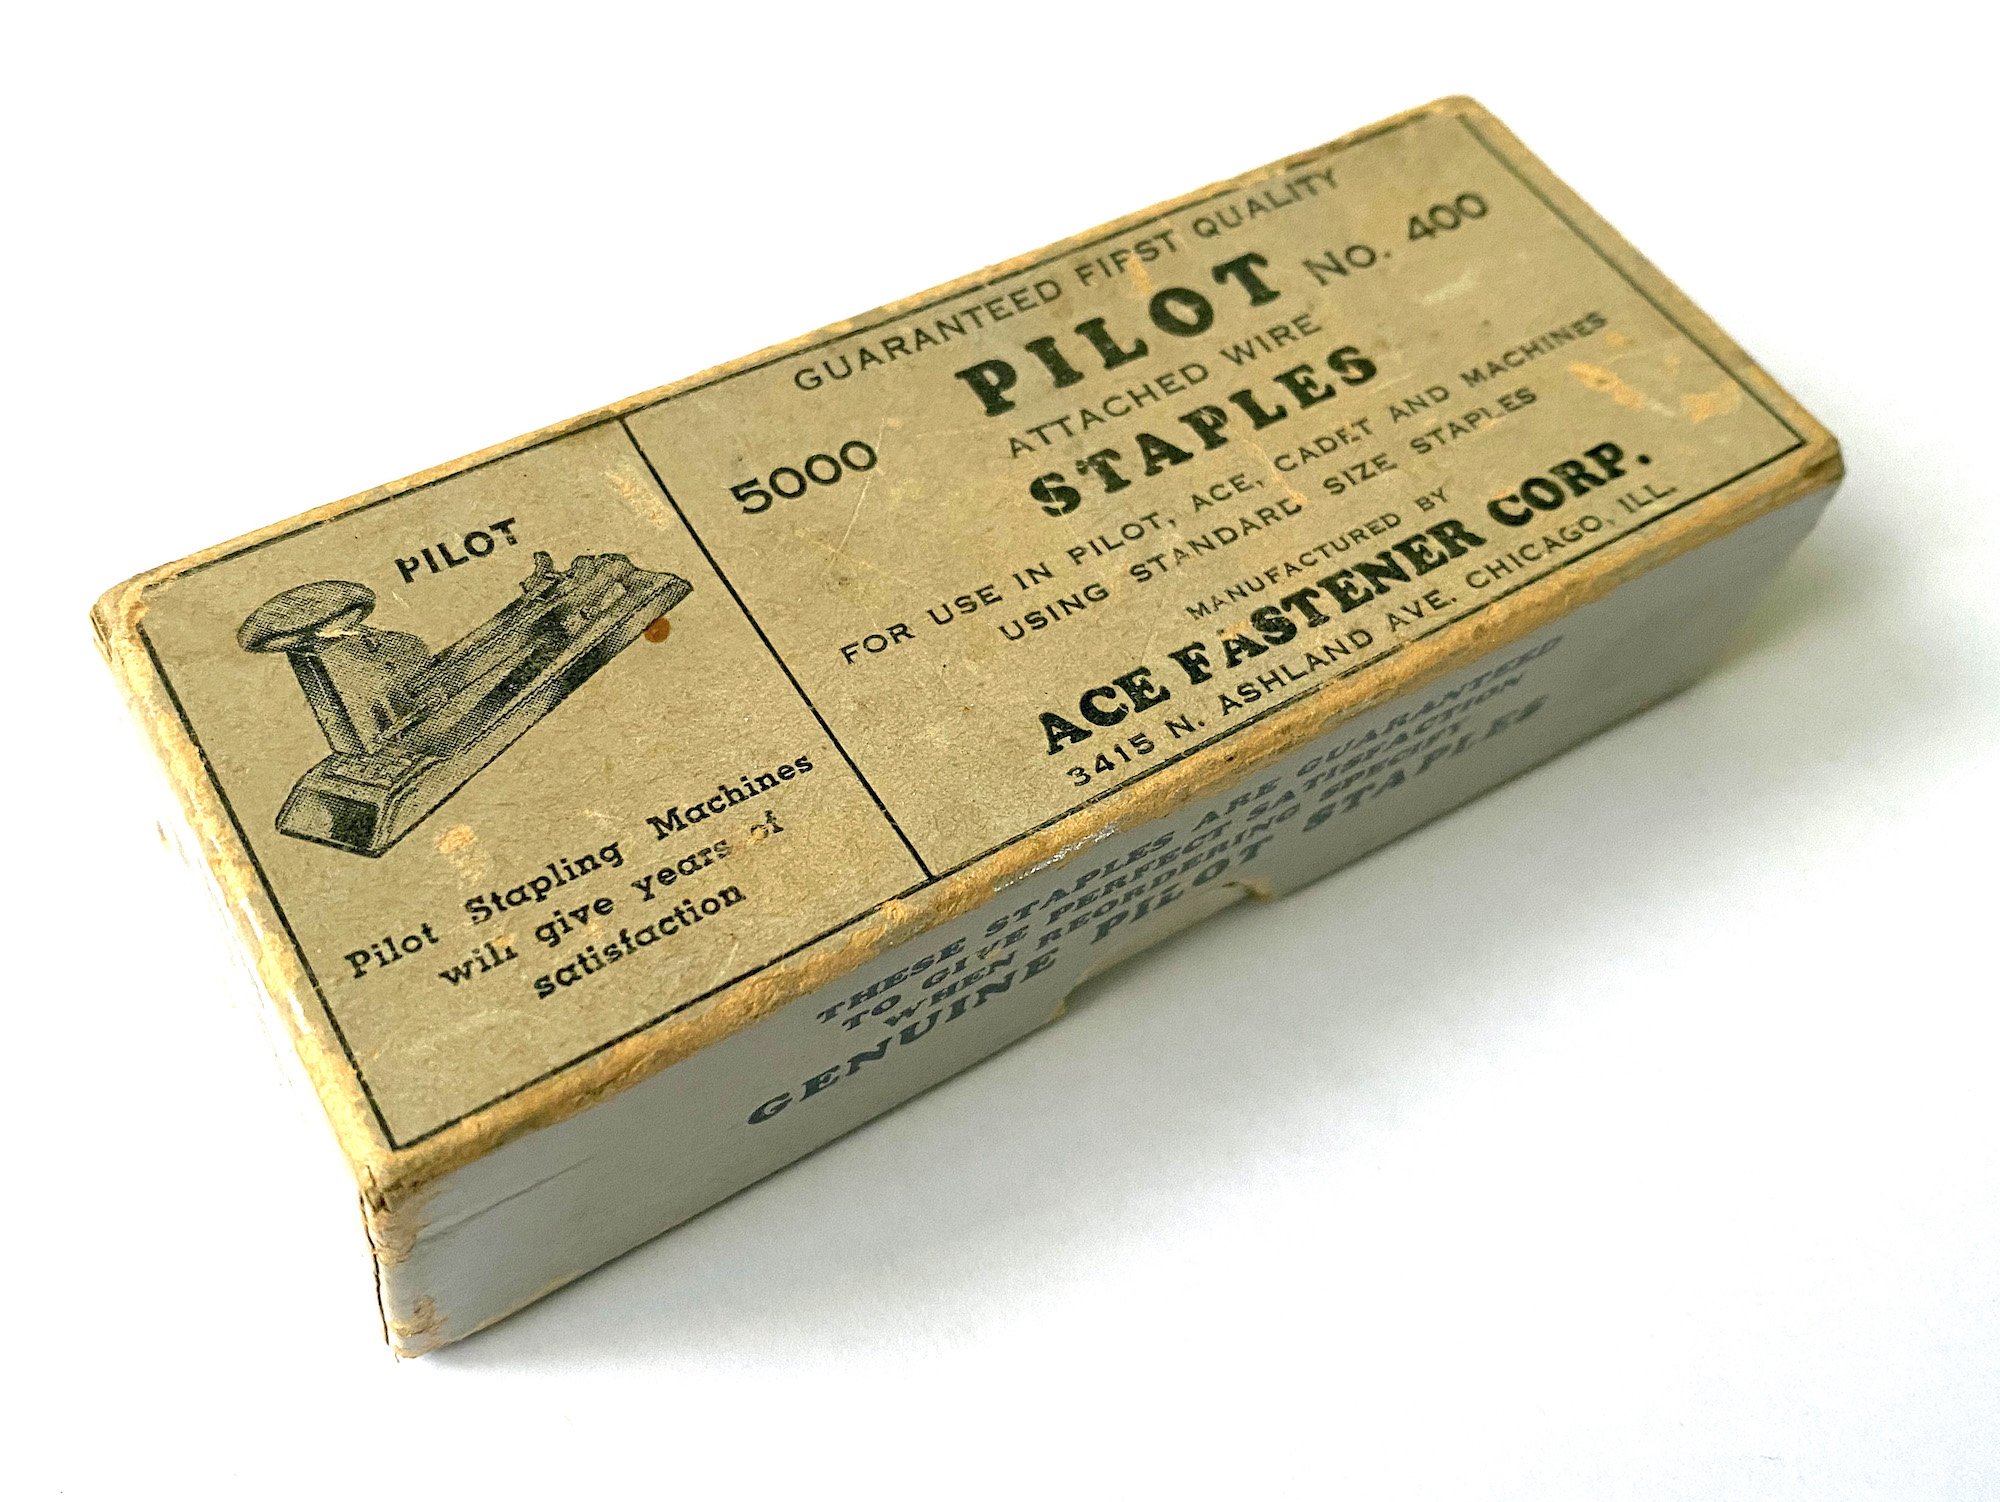 PILOT
Pilot Stapling Machines
will give years of
satisfaction
GUARANTEED FIRST QUALITY
5000 PILOT No. 400
ATTACHED WIRE
STAPLES
FOR USE IN PILOT, ACE, CADET AND MACHINES
USING STANDARD SIZE STAPLES
MANUFACTURED BY
ACE FASTENER CORP.
3415 N. ASHLAND AVE. CHICAGO, ILL.
THESE STAPLES ARE GUARANTEED
TO GIVE PERFECT SATISFACTION
WHEN REORDERING SPECIFY
GENUINE PILOT STAPLES